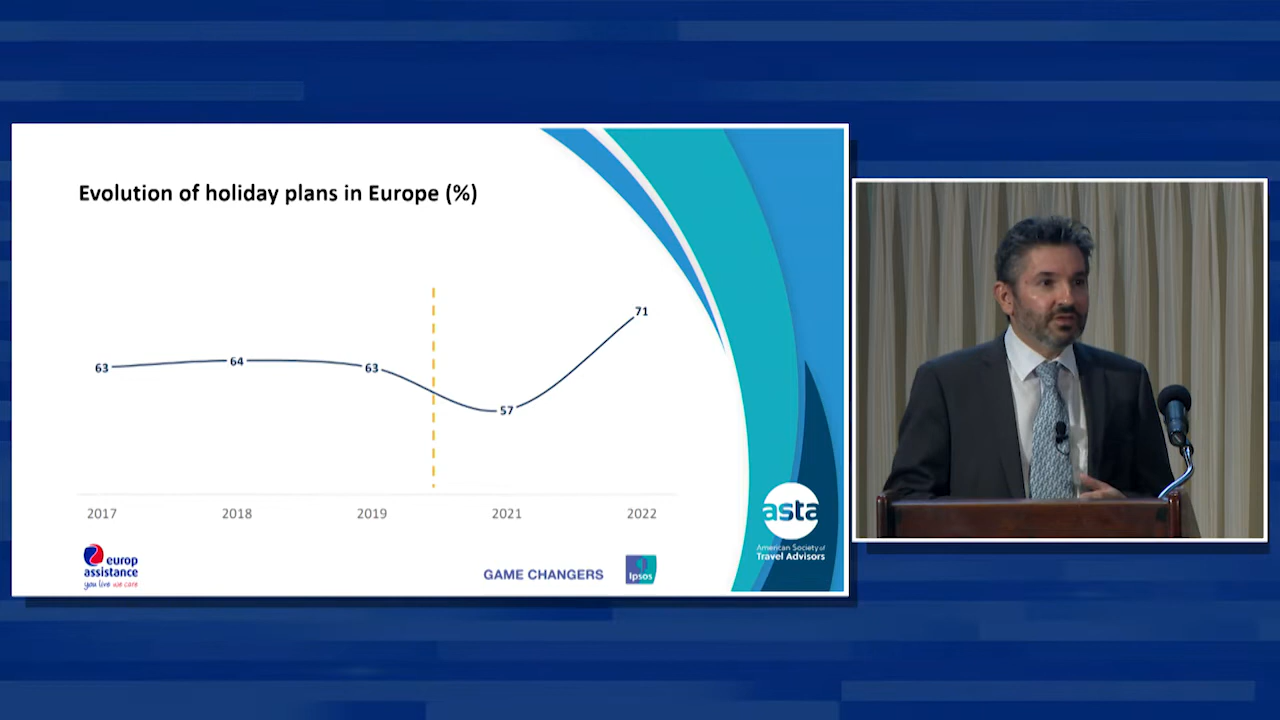 Evolution of holiday plans in Europe (%)
71
63
64
63
57
2017 2018 2019 2021 2022
europ
assistance
you live we care
GAME CHANGERS
Ipsos
asta
American Society of
Travel Advisors